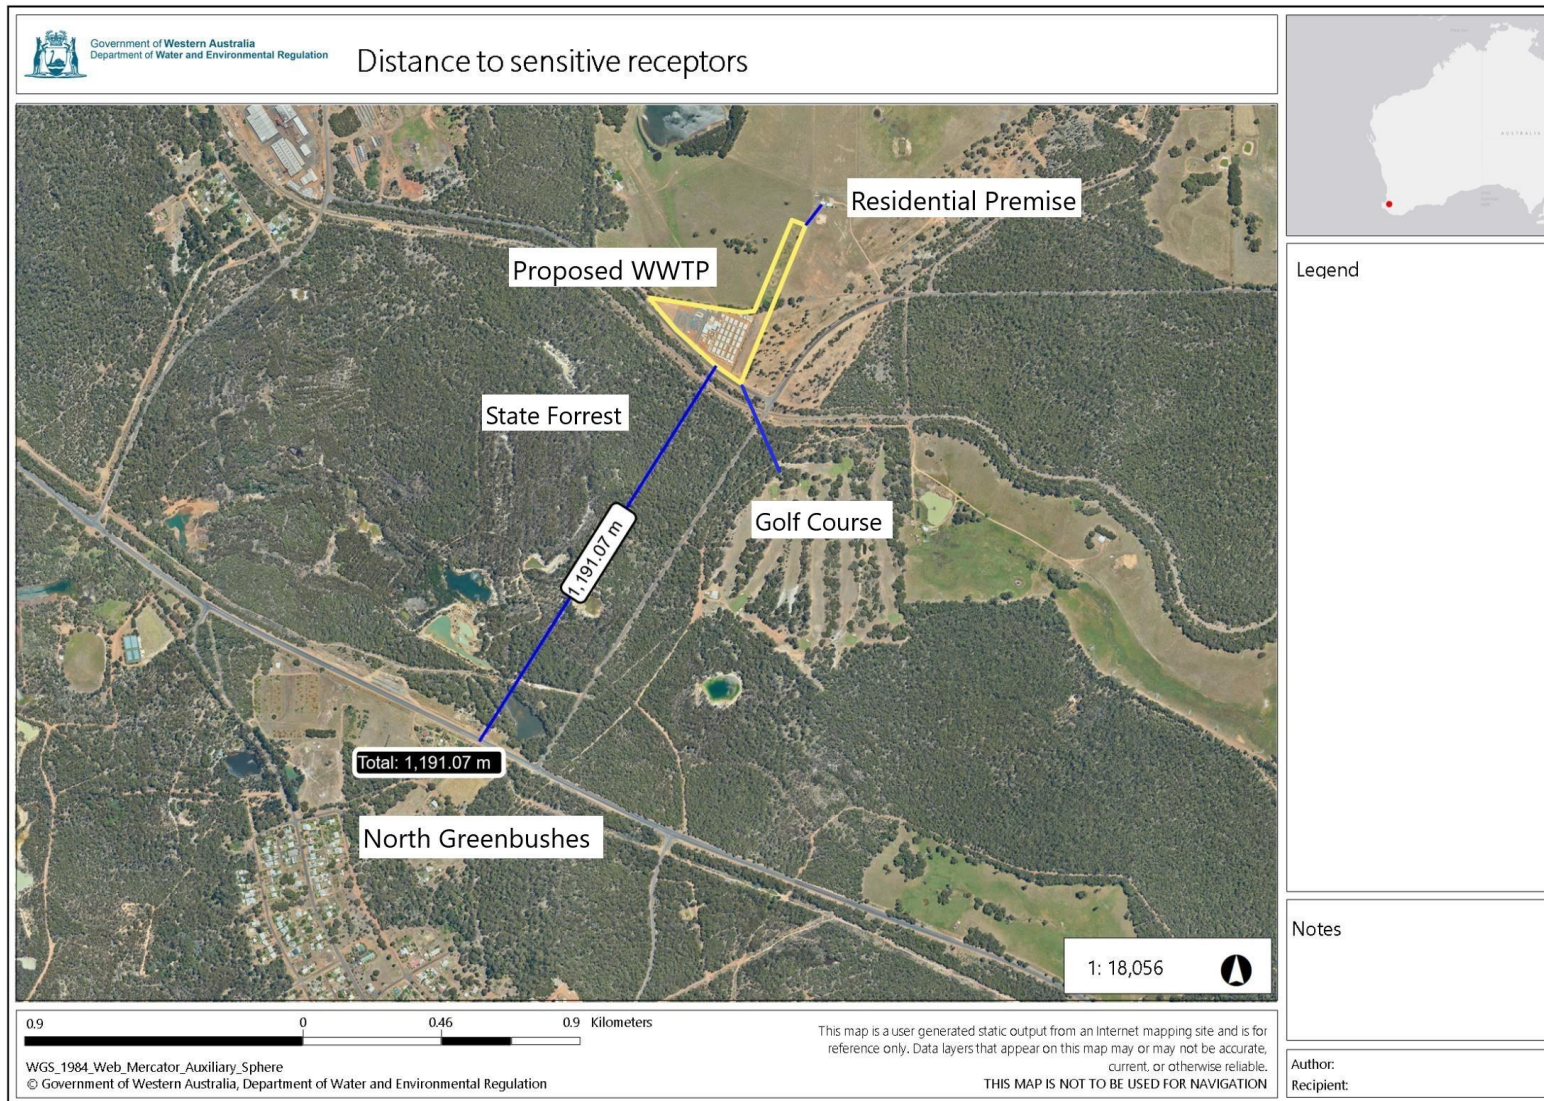 Government of Western Australia
Department of Water and Environmental Regulation
Distance to sensitive receptors
AUSTRALIA
Residential Premise
Proposed WWTP
Legend
State Forrest
Golf Course
1,191.07 m
Total: 1,191.07 m
North Greenbushes
Notes
1: 18,056
0.9
0
0.46
0.9
Kilometers
WGS_1984_Web_Mercator_Auxiliary_Sphere
© Government of Western Australia, Department of Water and Environmental Regulation
This map is a user generated static output from an Internet mapping site and is for
reference only. Data layers that appear on this map may or may not be accurate,
current, or otherwise reliable.
THIS MAP IS NOT TO BE USED FOR NAVIGATION
Author:
Recipient: